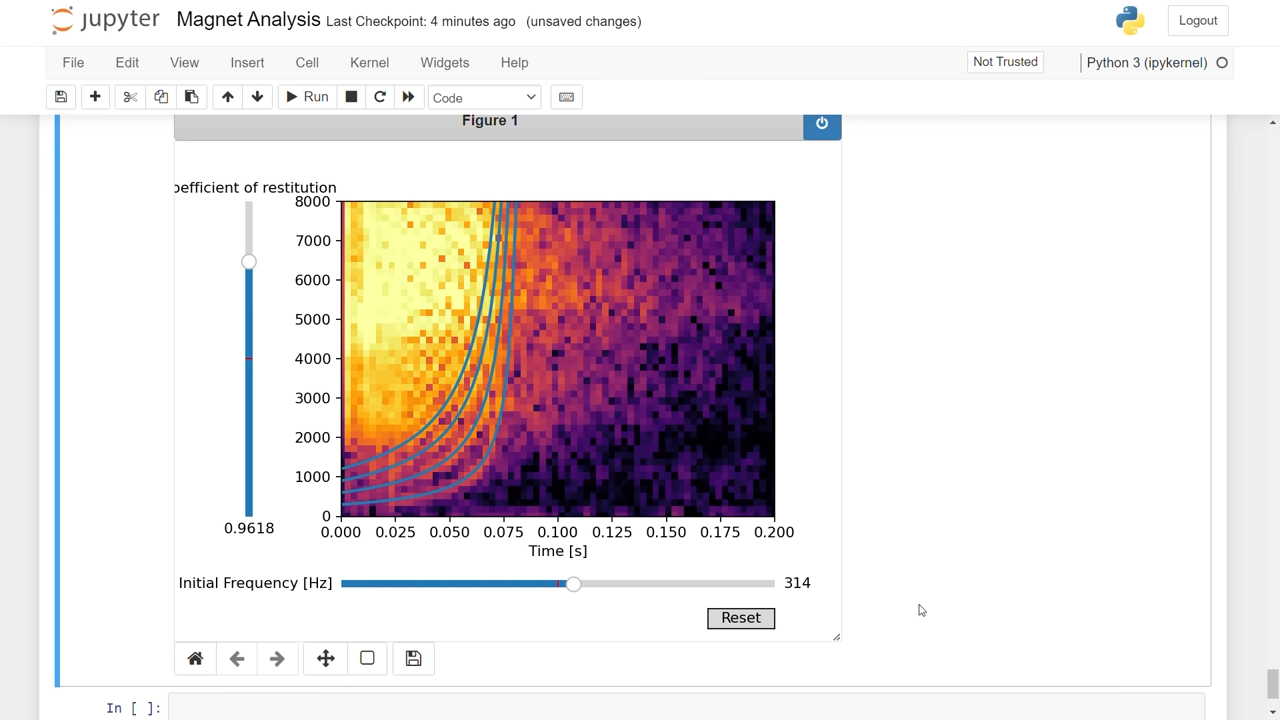 jupyter Magnet Analysis Last Checkpoint: 4 minutes ago (unsaved changes)
Logout
File Edit View Insert Cell Kernel Widgets Help
Not Trusted
Python 3 (ipykernel)
Run
Code
Figure 1
oefficient of restitution
8000
7000
6000
5000
4000
3000
2000
1000
0
0.9618
0.000 0.025 0.050 0.075 0.100 0.125 0.150 0.175 0.200
Time [s]
Initial Frequency [Hz] 314
Reset
In [ ]: